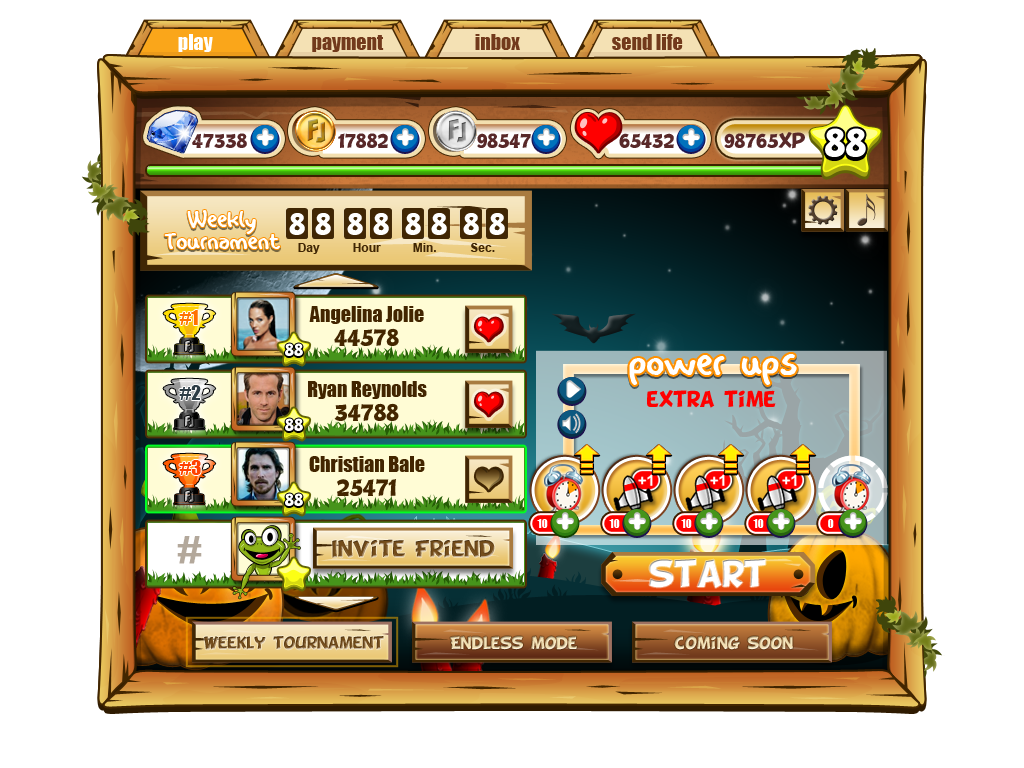 play
payment
inbox
send life
47338
FJ
17882
FJ
98547
65432
98765XP
88
Weekly
Tournament
88 88 88 88
Day Hour Min. Sec.
#1
Angelina Jolie
44578
88
#2
Ryan Reynolds
34788
88
#3
Christian Bale
25471
88
#
INVITE FRIEND
power ups
EXTRA TIME
+1 +1 +1
10 10 10 10 0
START
WEEKLY TOURNAMENT
ENDLESS MODE
COMING SOON